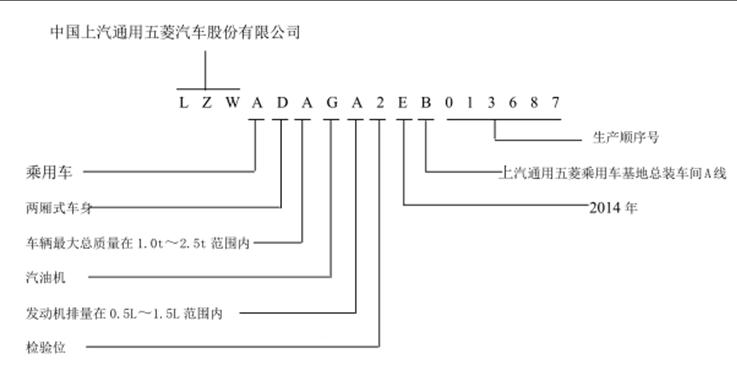 中国上汽通用五菱汽车股份有限公司
L Z W A D A G A 2 E B 0 1 3 6 8 7
生产顺序号
乘用车
上汽通用五菱乘用车基地总装车间A线
两厢式车身
2014 年
车辆最大总质量在 1.0t～2.5t 范围内
汽油机
发动机排量在 0.5L～1.5L 范围内
检验位